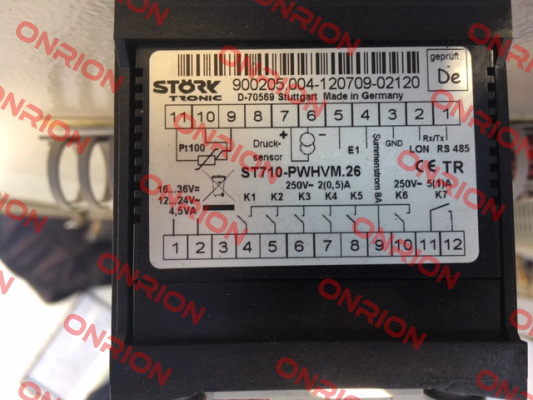 STÖRK
TRONIC
900205.004-120709-02120
D-70569 Stuttgart Made in Germany
geprüft
De
11 10 9 8 7 6 5 4 3 2 1
Pt100
Druck-
sensor
+
E1
Summenstrom 8A
GND
Rx/Tx
LON RS 485
ST710-PWHVM.26
CE TR
16...36V=
12...24V~
4,5VA
250V~ 2(0,5)A
250V~ 5(1)A
K1 K2 K3 K4 K5 K6 K7
1 2 3 4 5 6 7 8 9 10 11 12
ONRION